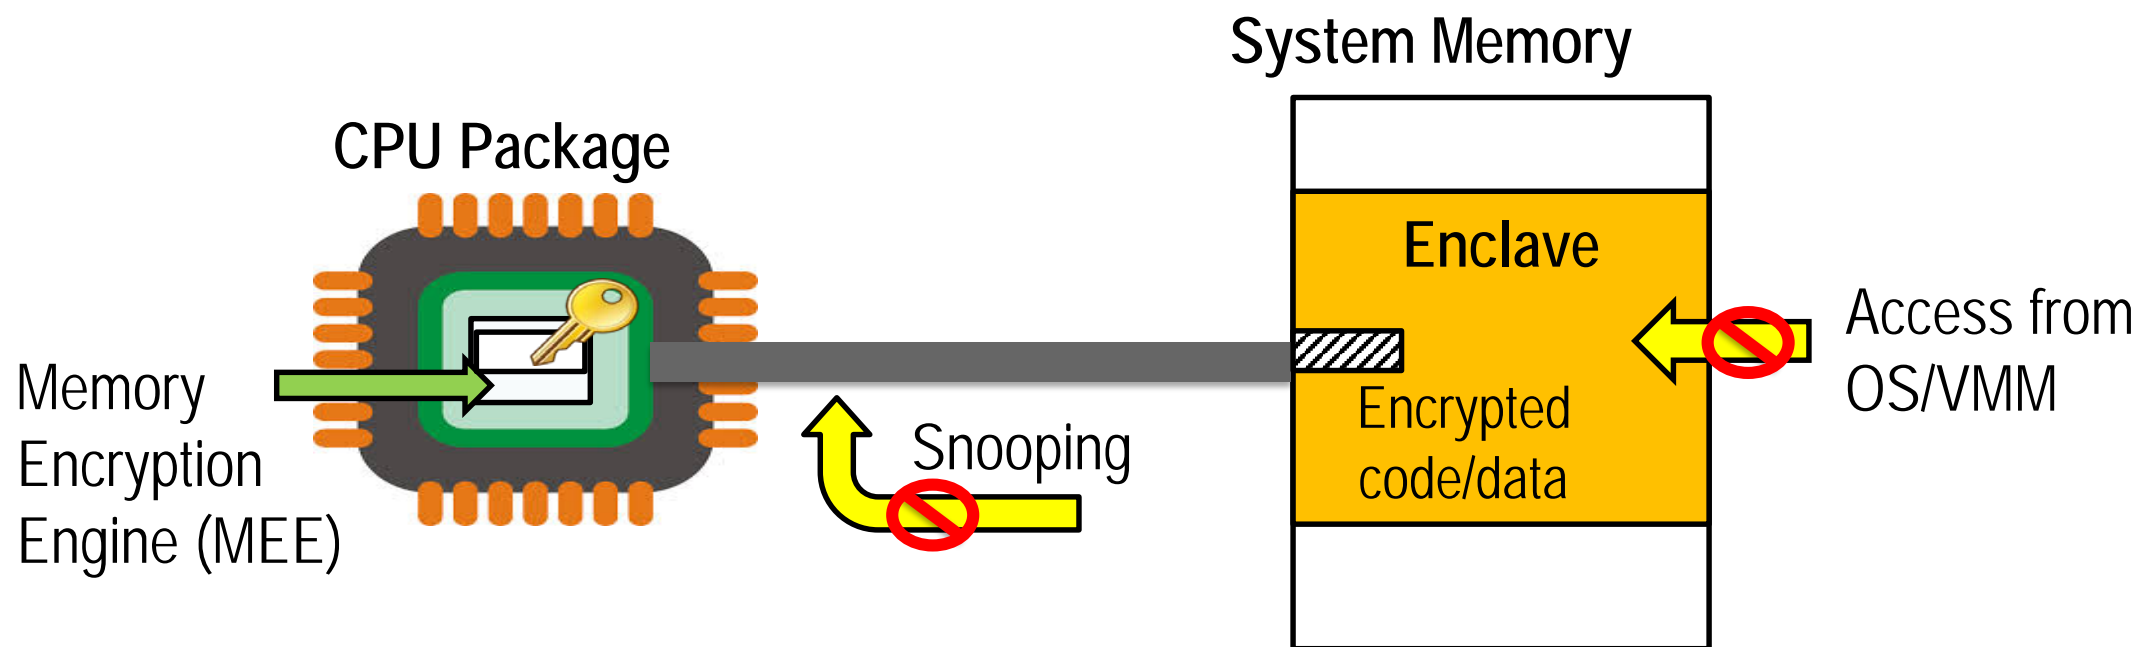 System Memory
CPU Package
Enclave
Access from
OS/VMM
Memory
Encryption
Engine (MEE)
Snooping
Encrypted
code/data